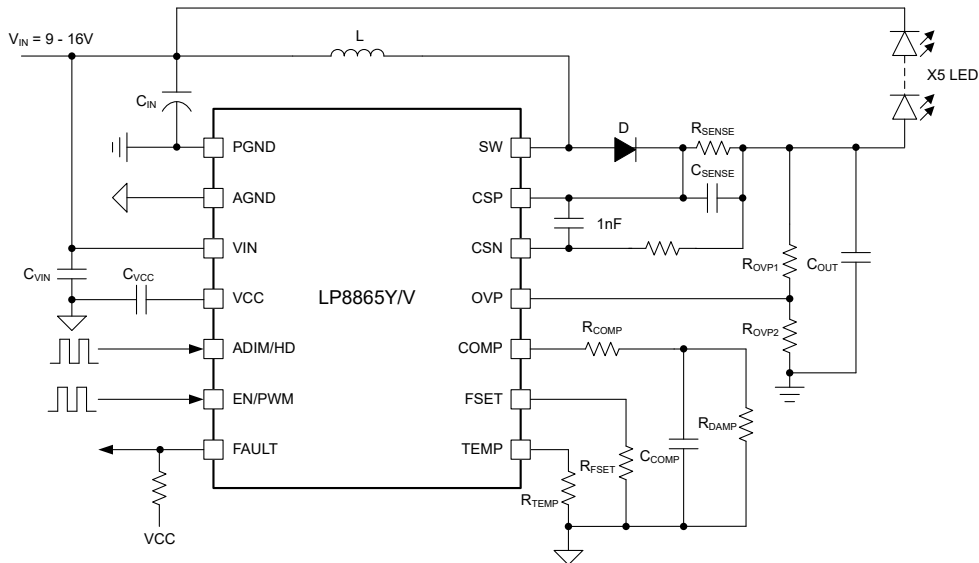 V_IN = 9 - 16V
L
X5 LED
C_IN
D
R_SENSE
PGND
SW
C_SENSE
AGND
CSP
1nF
VIN
CSN
R_OVP1
C_OUT
C_VIN
C_VCC
VCC
LP8865Y/V
OVP
R_OVP2
R_COMP
ADIM/HD
COMP
EN/PWM
FSET
R_DAMP
FAULT
TEMP
R_FSET
C_COMP
R_TEMP
VCC